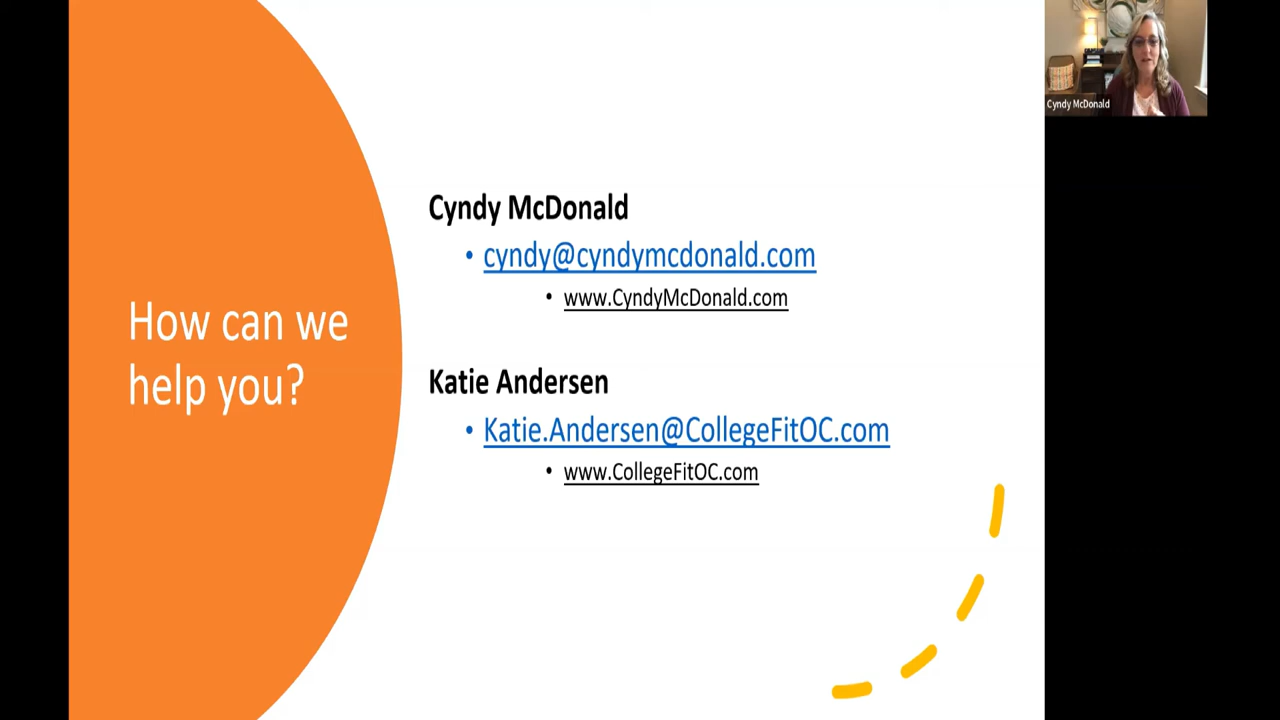 Cyndy McDonald
How can we
help you?
Cyndy McDonald
• cyndy@cyndymcdonald.com
• www.CyndyMcDonald.com
Katie Andersen
• Katie.Andersen@CollegeFitOC.com
• www.CollegeFitOC.com